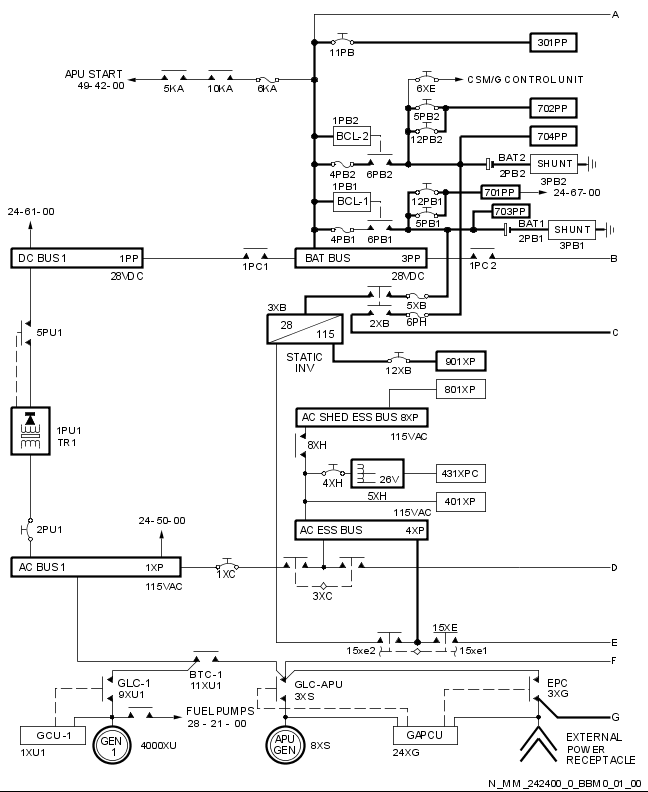 A
11PB
301PP
APU START
49-42-00
5KA
10KA
6KA
6XE
CSM/G CONTROL UNIT
5PB2
702PP
1PB2
BCL-2
12PB2
704PP
4PB2
6PB2
BAT2
2PB2
SHUNT
3PB2
1PB1
BCL-1
12PB1
701PP
24-67-00
5PB1
703PP
4PB1
6PB1
BAT1
2PB1
SHUNT
3PB1
24-61-00
DC BUS 1
1PP
28VDC
1PC1
BAT BUS
3PP
28VDC
1PC2
B
3XB
28
115
STATIC
INV
2XB
5XB
6PH
C
5PU1
12XB
901XP
801XP
AC SHED ESS BUS 8XP
115VAC
1PU1
TR1
8XH
4XH
26V
5XH
431XPC
401XP
115VAC
AC ESS BUS
4XP
2PU1
24-50-00
AC BUS 1
1XP
115VAC
1XC
3XC
D
15XE
15xe2
15xe1
E
F
BTC-1
11XU1
GLC-1
9XU1
GLC-APU
3XS
EPC
3XG
G
FUEL PUMPS
28-21-00
GCU-1
1XU1
GEN
1
4000XU
APU
GEN
8XS
GAPCU
24XG
EXTERNAL
POWER
RECEPTACLE
N_MM_242400_0_BBM0_01_00